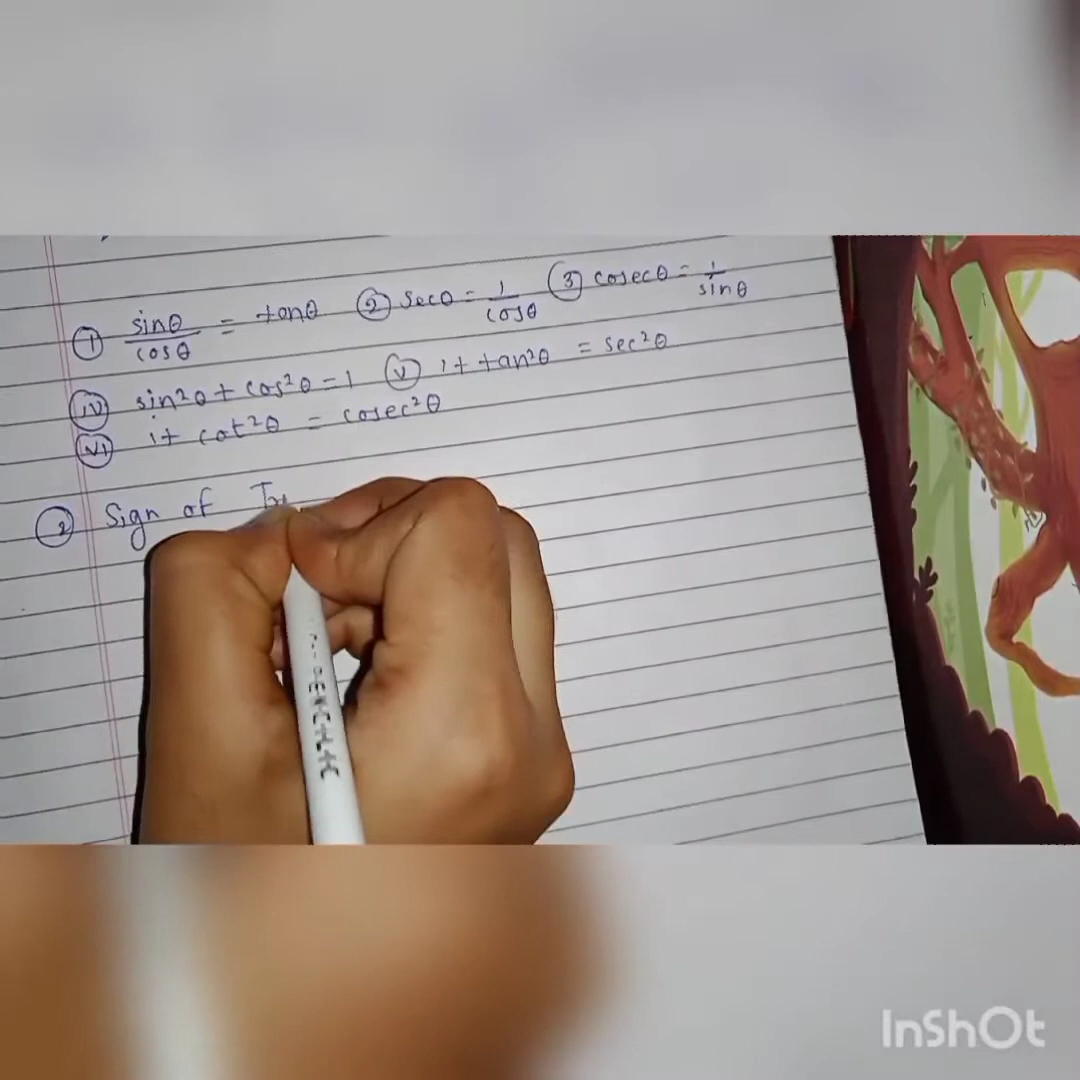 ① sinθ/cosθ = tanθ ② secθ = 1/cosθ ③ cosecθ = 1/sinθ
ⓘⓥ sin²θ + cos²θ = 1 ⓥ 1 + tan²θ = sec²θ
ⓥⓘ 1 + cot²θ = cosec²θ
② Sign of
InShOt